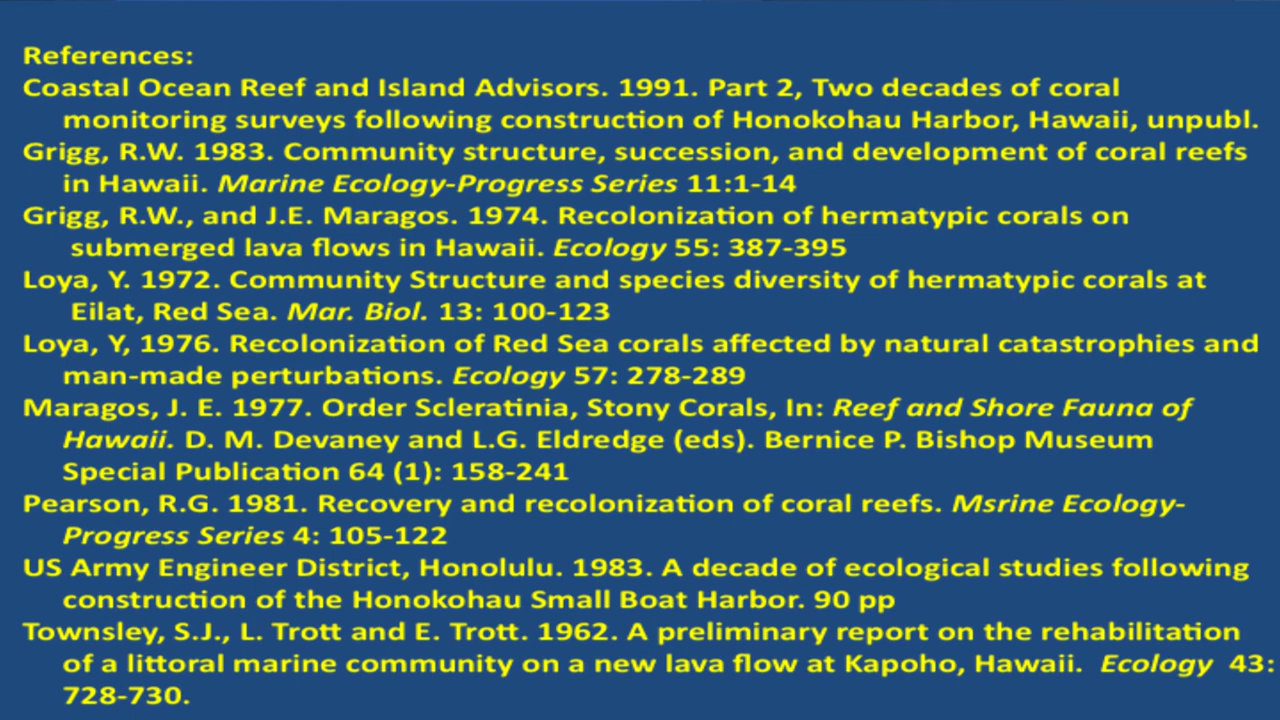 References:
Coastal Ocean Reef and Island Advisors. 1991. Part 2, Two decades of coral
monitoring surveys following construction of Honokohau Harbor, Hawaii, unpubl.
Grigg, R.W. 1983. Community structure, succession, and development of coral reefs
in Hawaii. Marine Ecology-Progress Series 11:1-14
Grigg, R.W., and J.E. Maragos. 1974. Recolonization of hermatypic corals on
submerged lava flows in Hawaii. Ecology 55: 387-395
Loya, Y. 1972. Community Structure and species diversity of hermatypic corals at
Eilat, Red Sea. Mar. Biol. 13: 100-123
Loya, Y, 1976. Recolonization of Red Sea corals affected by natural catastrophies and
man-made perturbations. Ecology 57: 278-289
Maragos, J. E. 1977. Order Scleratinia, Stony Corals, In: Reef and Shore Fauna of
Hawaii. D. M. Devaney and L.G. Eldredge (eds). Bernice P. Bishop Museum
Special Publication 64 (1): 158-241
Pearson, R.G. 1981. Recovery and recolonization of coral reefs. Msrine Ecology-
Progress Series 4: 105-122
US Army Engineer District, Honolulu. 1983. A decade of ecological studies following
construction of the Honokohau Small Boat Harbor. 90 pp
Townsley, S.J., L. Trott and E. Trott. 1962. A preliminary report on the rehabilitation
of a littoral marine community on a new lava flow at Kapoho, Hawaii. Ecology 43:
728-730.